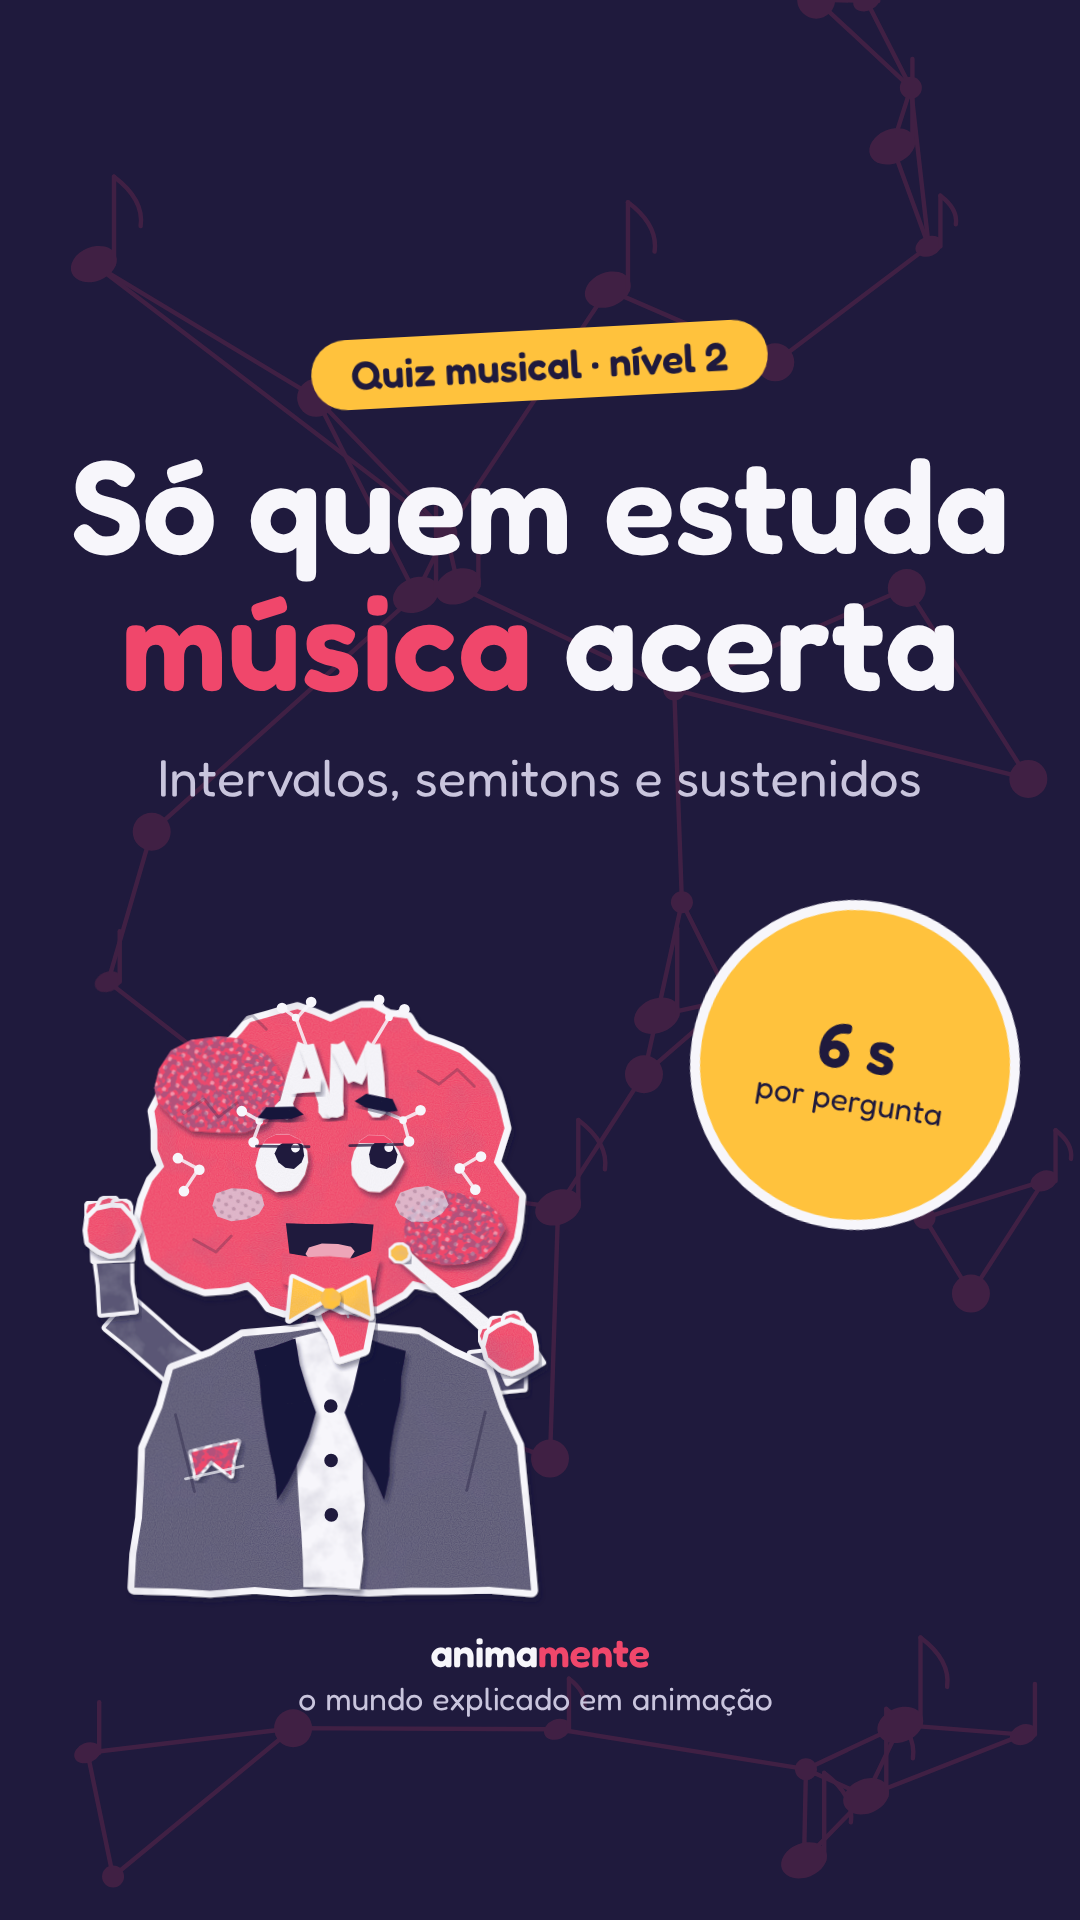 Quiz musical · nível 2
Só quem estuda
música acerta
Intervalos, semitons e sustenidos
6 s
por pergunta
AM
animamente
o mundo explicado em animação